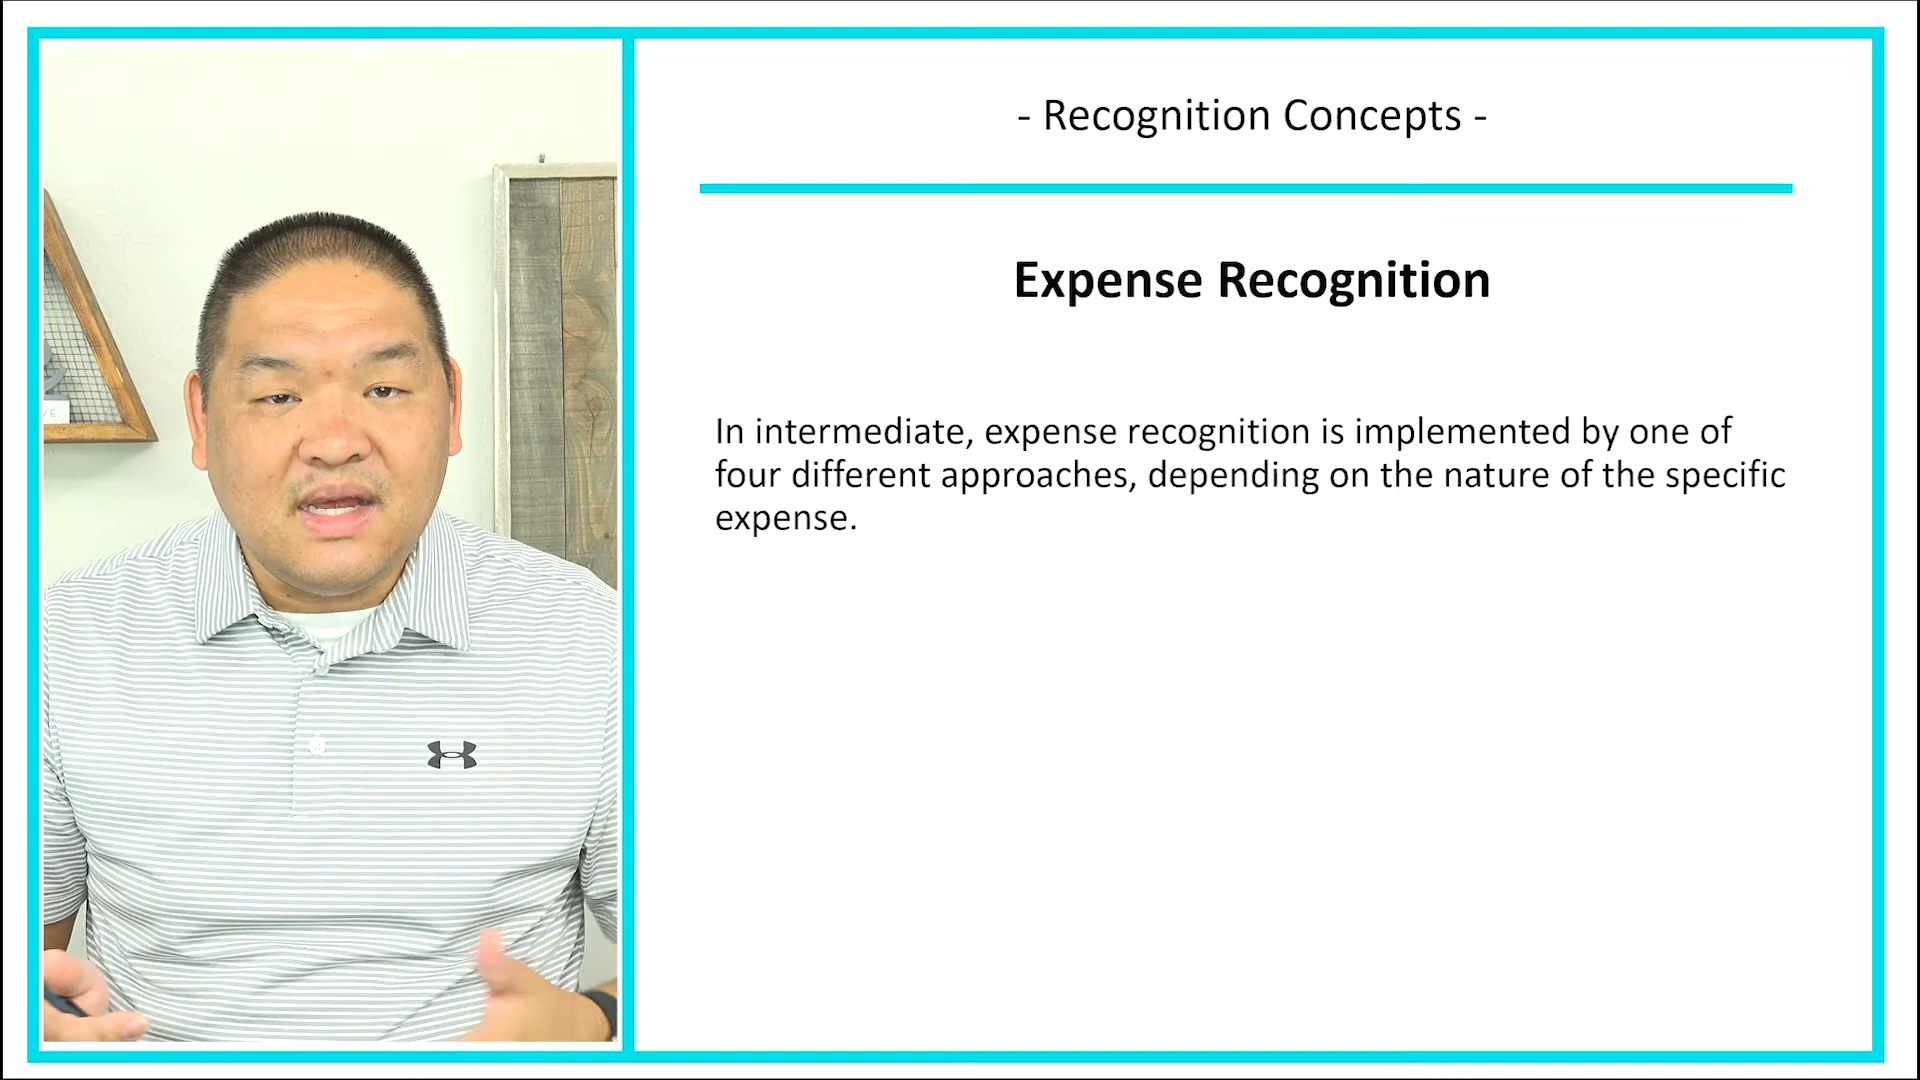 - Recognition Concepts -
Expense Recognition
In intermediate, expense recognition is implemented by one of
four different approaches, depending on the nature of the specific
expense.